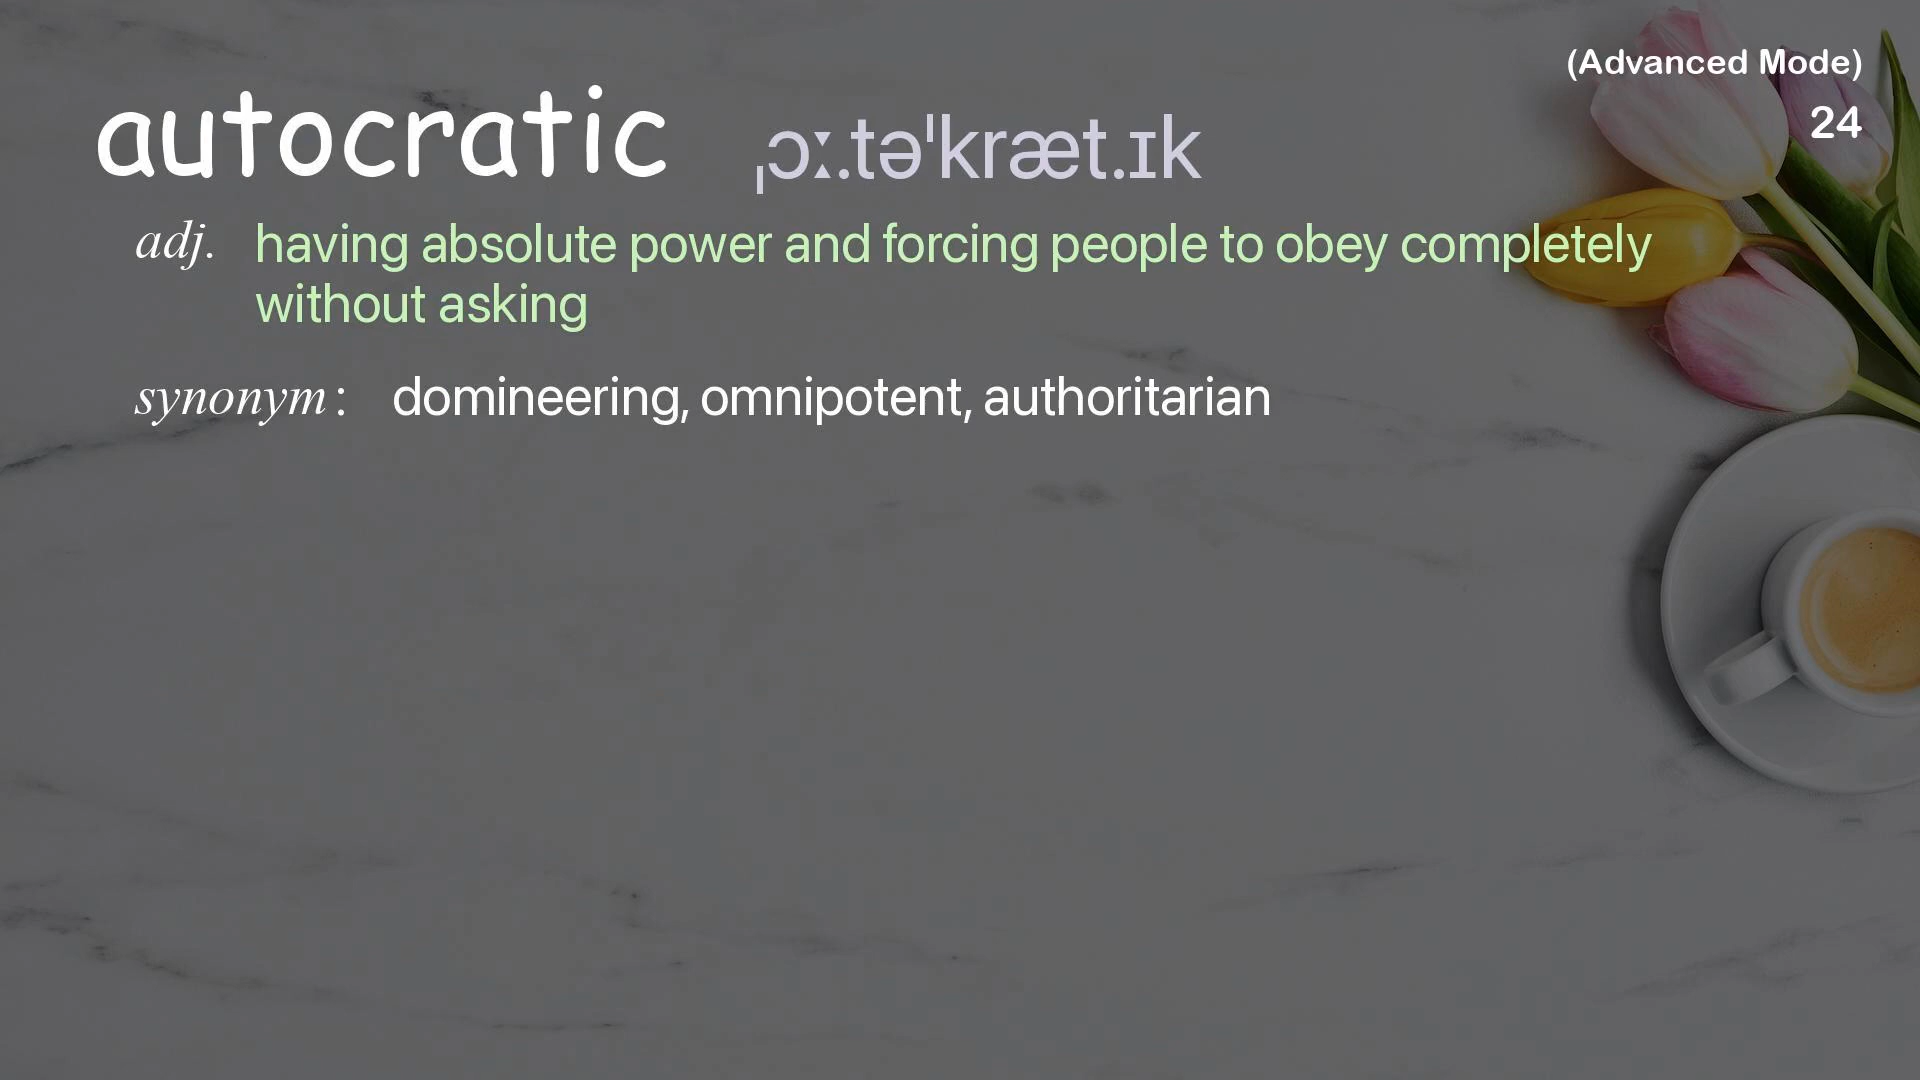 (Advanced Mode)
24
autocratic ˌɔː.təˈkræt.ɪk
adj. having absolute power and forcing people to obey completely
without asking
synonym: domineering, omnipotent, authoritarian